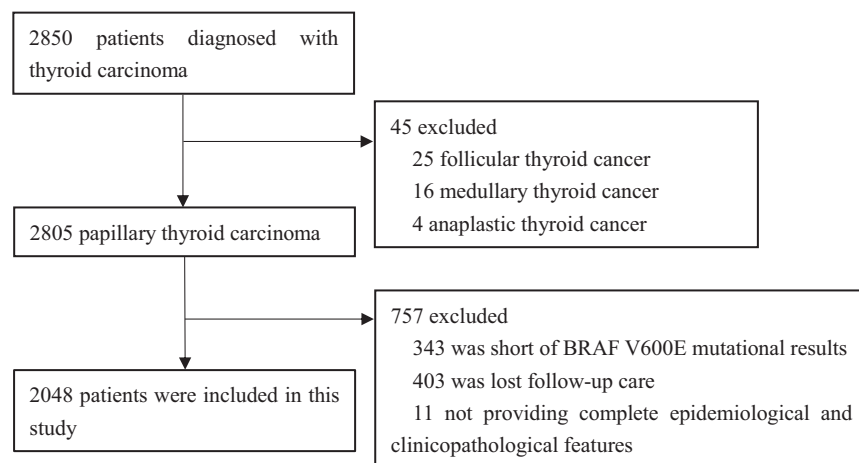 2850 patients diagnosed with
thyroid carcinoma
45 excluded
25 follicular thyroid cancer
16 medullary thyroid cancer
4 anaplastic thyroid cancer
2805 papillary thyroid carcinoma
757 excluded
343 was short of BRAF V600E mutational results
403 was lost follow-up care
11 not providing complete epidemiological and
clinicopathological features
2048 patients were included in this
study